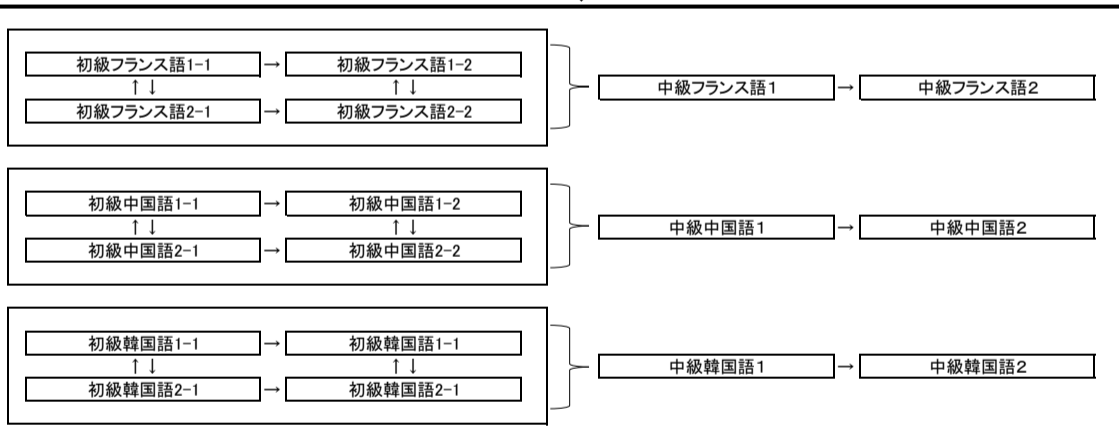 初級フランス語1-1 → 初級フランス語1-2
↑↓ ↑↓
中級フランス語1 → 中級フランス語2
初級フランス語2-1 → 初級フランス語2-2
初級中国語1-1 → 初級中国語1-2
↑↓ ↑↓
中級中国語1 → 中級中国語2
初級中国語2-1 → 初級中国語2-2
初級韓国語1-1 → 初級韓国語1-1
↑↓ ↑↓
中級韓国語1 → 中級韓国語2
初級韓国語2-1 → 初級韓国語2-1